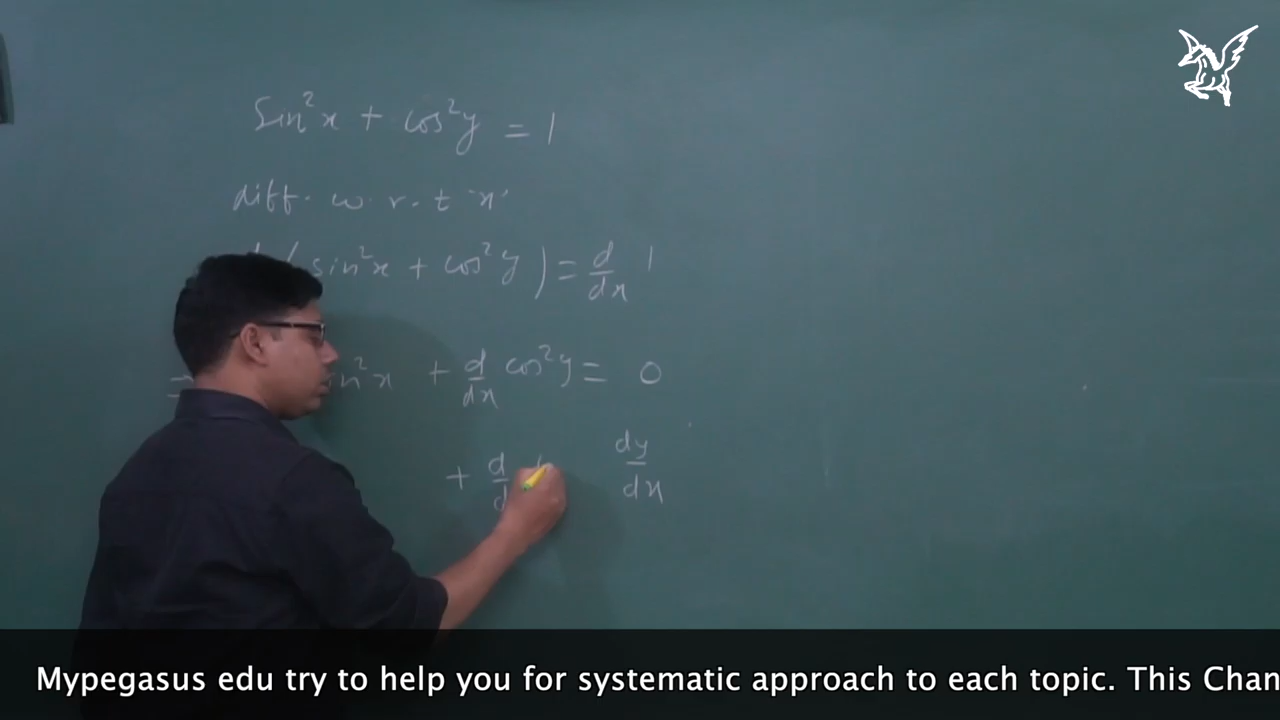 Sin²x + cos²y = 1
diff. w.r.t 'x'
sin²x + cos²y) = d/dx 1
in²x + d/dx cos²y = 0
+ d dy/dx
Mypegasus edu try to help you for systematic approach to each topic. This Chan